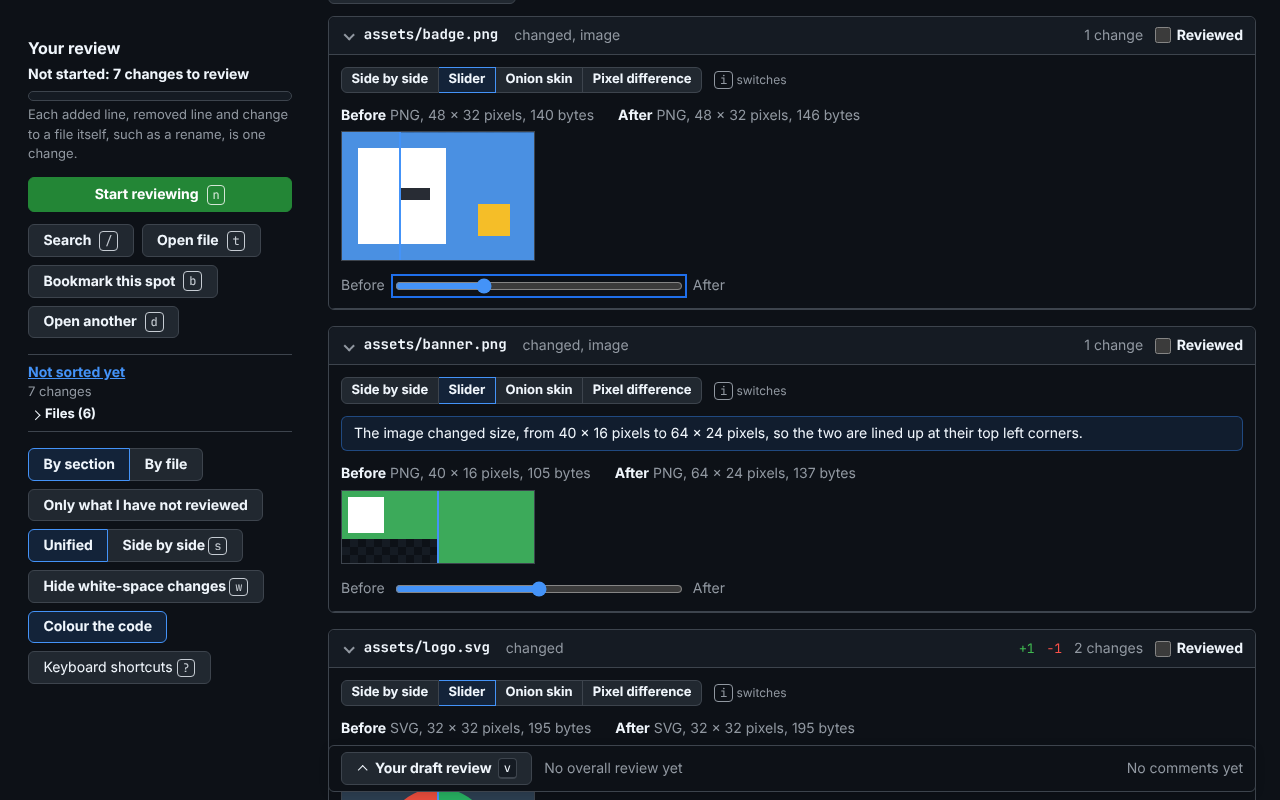 Your review
Not started: 7 changes to review
Each added line, removed line and change
to a file itself, such as a rename, is one
change.
Start reviewing n
Search / Open file t
Bookmark this spot b
Open another d
Not sorted yet
7 changes
Files (6)
By section By file
Only what I have not reviewed
Unified Side by side s
Hide white-space changes w
Colour the code
Keyboard shortcuts ?
assets/badge.png changed, image 1 change Reviewed
Side by side Slider Onion skin Pixel difference i switches
Before PNG, 48 × 32 pixels, 140 bytes After PNG, 48 × 32 pixels, 146 bytes
Before After
assets/banner.png changed, image 1 change Reviewed
Side by side Slider Onion skin Pixel difference i switches
The image changed size, from 40 × 16 pixels to 64 × 24 pixels, so the two are lined up at their top left corners.
Before PNG, 40 × 16 pixels, 105 bytes After PNG, 64 × 24 pixels, 137 bytes
Before After
assets/logo.svg changed +1 -1 2 changes Reviewed
Side by side Slider Onion skin Pixel difference i switches
Before SVG, 32 × 32 pixels, 195 bytes After SVG, 32 × 32 pixels, 195 bytes
Your draft review v No overall review yet No comments yet